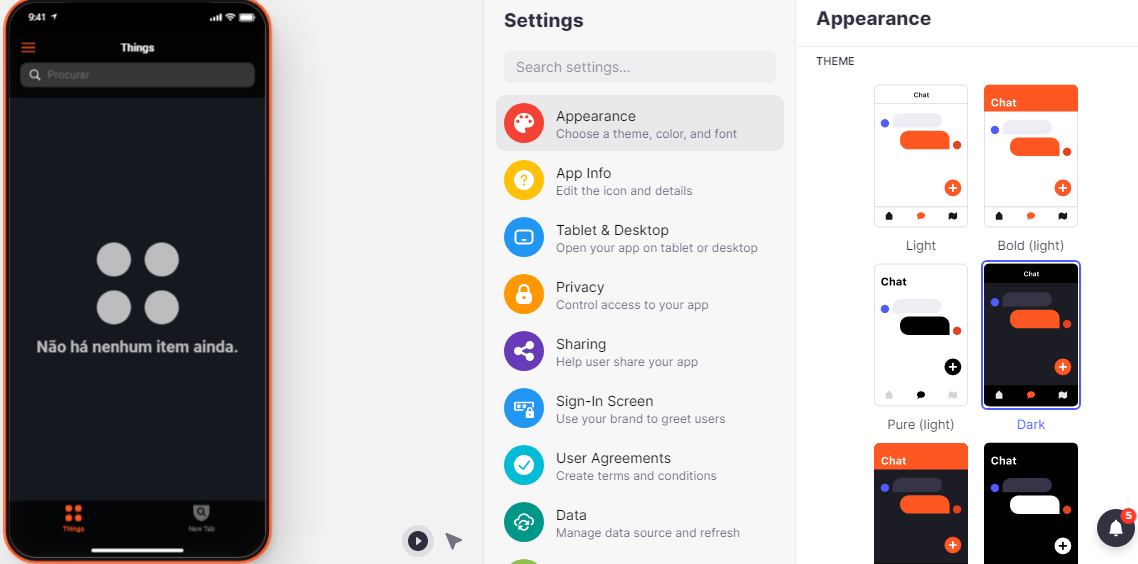 9:41
Things
Procurar
Não há nenhum item ainda.
Things
New Tab
Settings
Search settings...
Appearance
Choose a theme, color, and font
App Info
Edit the icon and details
Tablet & Desktop
Open your app on tablet or desktop
Privacy
Control access to your app
Sharing
Help user share your app
Sign-In Screen
Use your brand to greet users
User Agreements
Create terms and conditions
Data
Manage data source and refresh
Appearance
THEME
Chat
Chat
Light
Bold (light)
Chat
Chat
Pure (light)
Dark
Chat
Chat
5